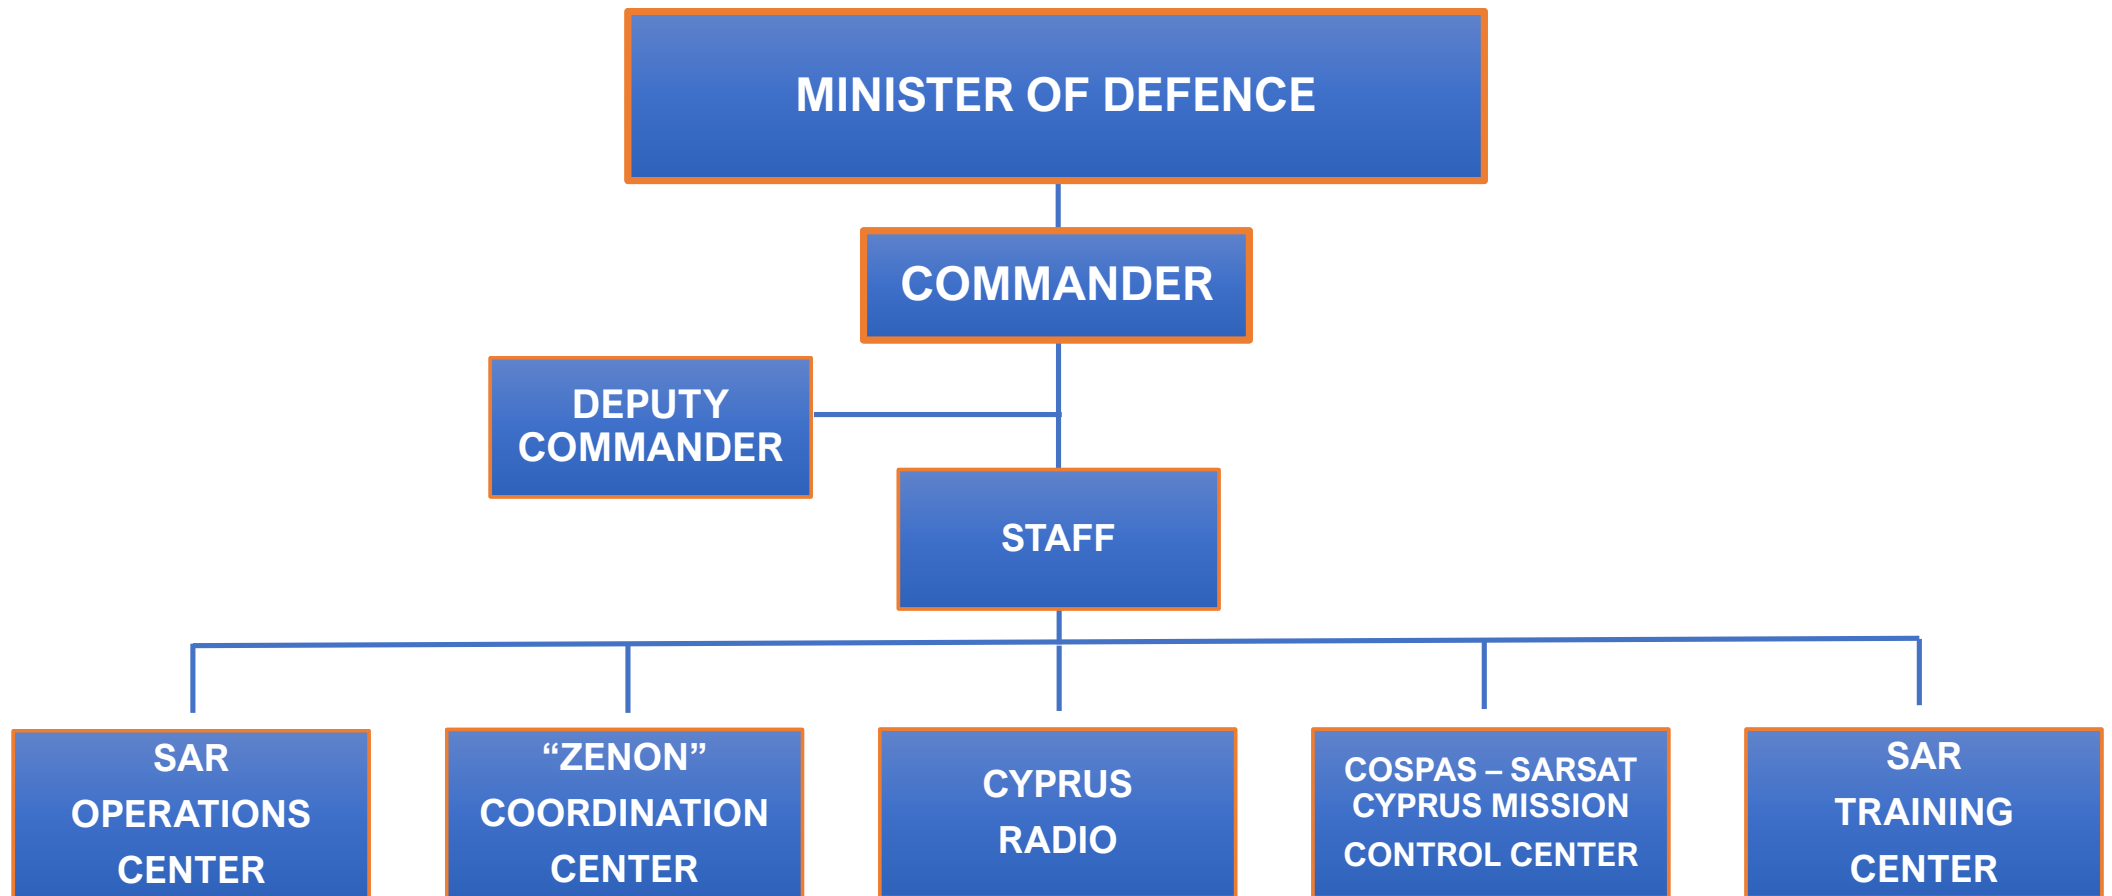 MINISTER OF DEFENCE
COMMANDER
DEPUTY
COMMANDER
STAFF
SAR
OPERATIONS
CENTER
“ZENON”
COORDINATION
CENTER
CYPRUS
RADIO
COSPAS – SARSAT
CYPRUS MISSION
CONTROL CENTER
SAR
TRAINING
CENTER